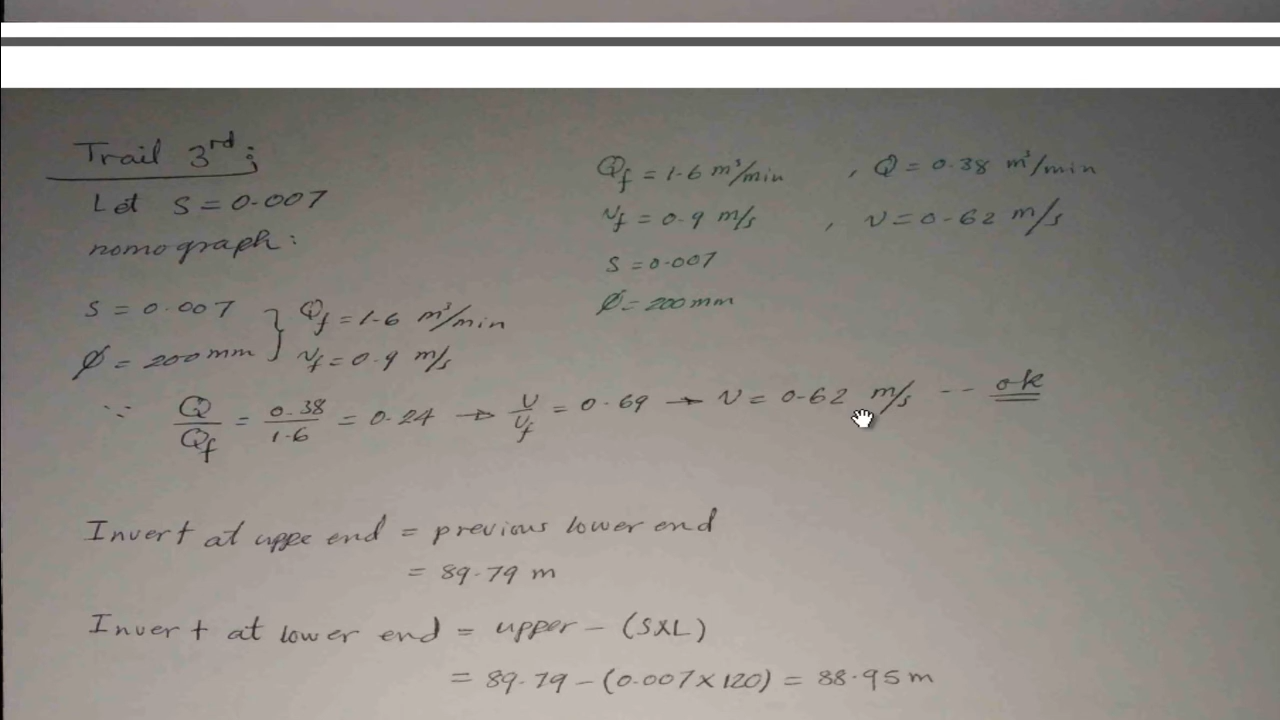 Trail 3rd;
Let S = 0.007
nomograph:
S = 0.007
Ø = 200 mm } Qf = 1.6 m³/min
vf = 0.9 m/s
Qf = 1.6 m³/min , Q = 0.38 m³/min
vf = 0.9 m/s , v = 0.62 m/s
S = 0.007
Ø = 200 mm
∵ Q/Qf = 0.38/1.6 = 0.24 → v/vf = 0.69 → v = 0.62 m/s -- ok
Invert at uppe end = previous lower end
= 89.79 m
Invert at lower end = upper - (SXL)
= 89.79 - (0.007 X 120) = 88.95 m